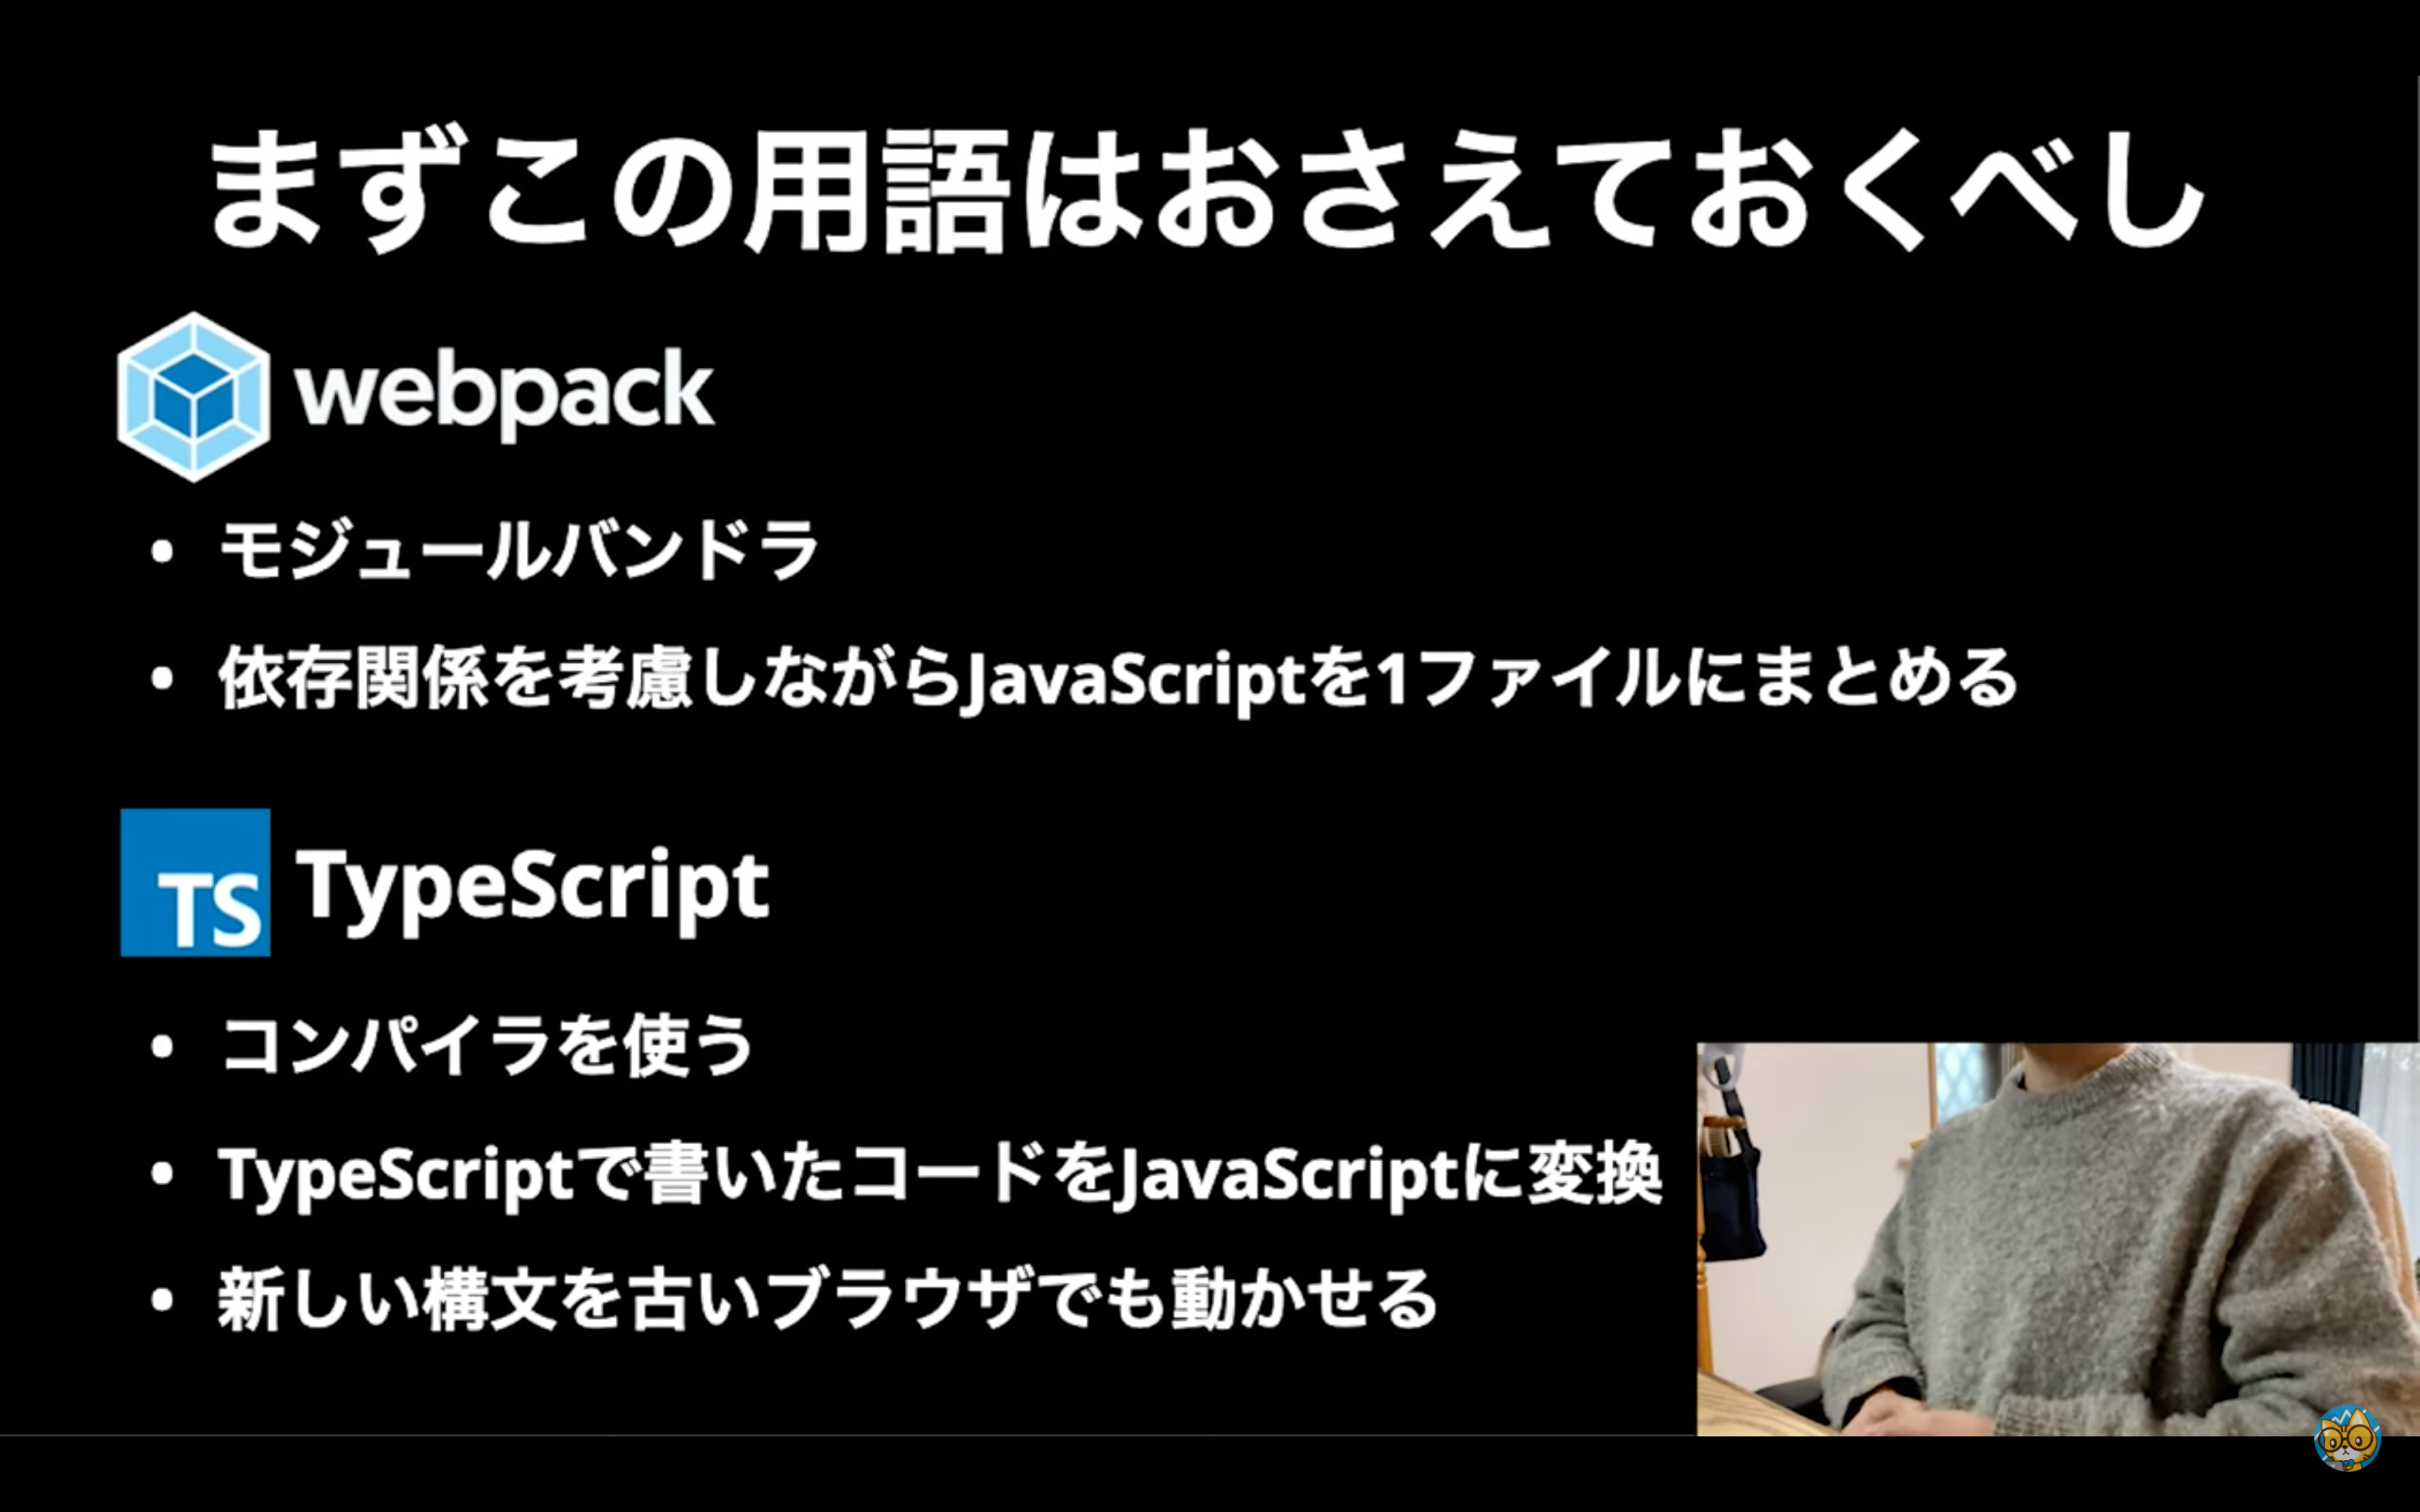 まずこの用語はおさえておくべし
webpack
• モジュールバンドラ
• 依存関係を考慮しながらJavaScriptを1ファイルにまとめる
TS TypeScript
• コンパイラを使う
• TypeScriptで書いたコードをJavaScriptに変換
• 新しい構文を古いブラウザでも動かせる